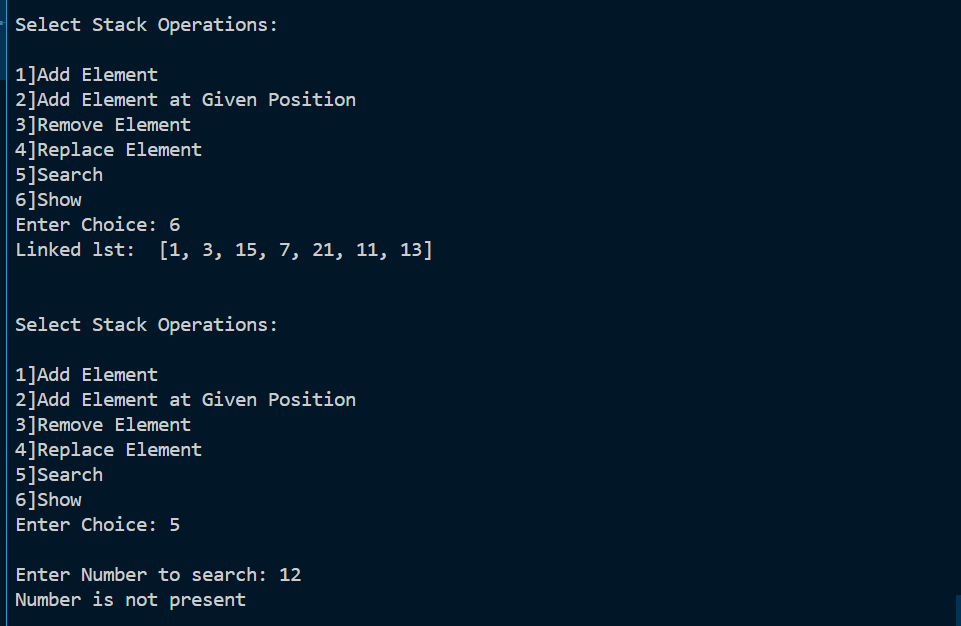 Select Stack Operations:
1]Add Element
2]Add Element at Given Position
3]Remove Element
4]Replace Element
5]Search
6]Show
Enter Choice: 6
Linked lst:  [1, 3, 15, 7, 21, 11, 13]
Select Stack Operations:
1]Add Element
2]Add Element at Given Position
3]Remove Element
4]Replace Element
5]Search
6]Show
Enter Choice: 5
Enter Number to search: 12
Number is not present